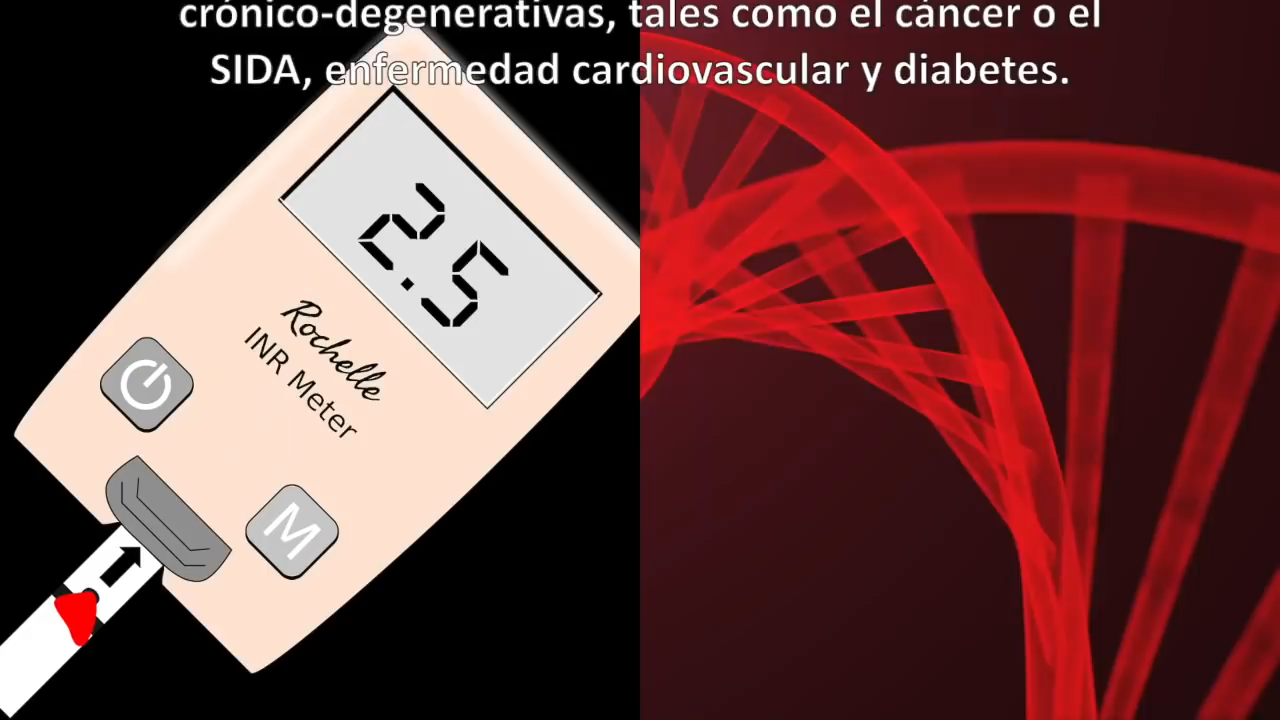 crónico-degenerativas, tales como el cáncer o el
SIDA, enfermedad cardiovascular y diabetes.
2.5
Rochelle
INR Meter
M